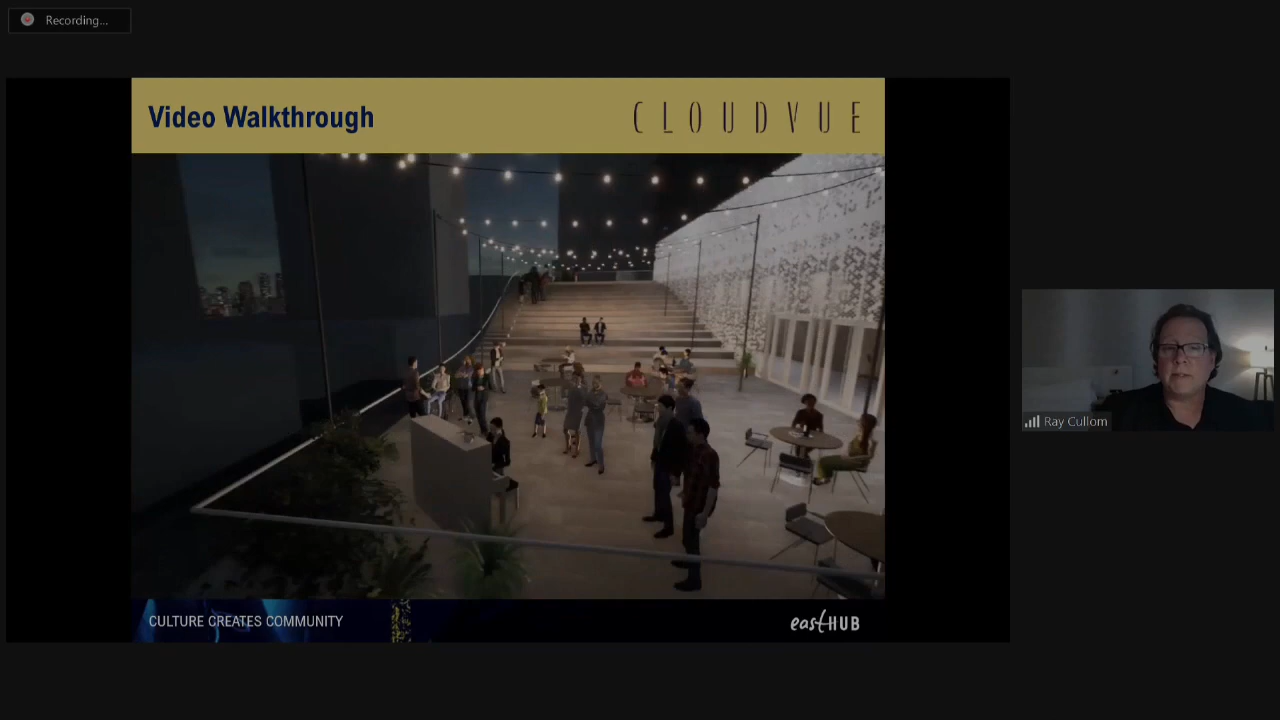 Recording...
Video Walkthrough
CLOUDVUE
Ray Cullom
CULTURE CREATES COMMUNITY
eastHUB